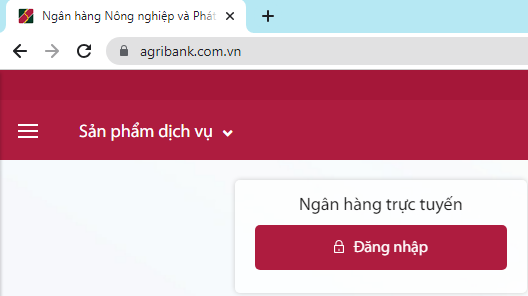 Ngân hàng Nông nghiệp và Phát
agribank.com.vn
Sản phẩm dịch vụ
Ngân hàng trực tuyến
Đăng nhập